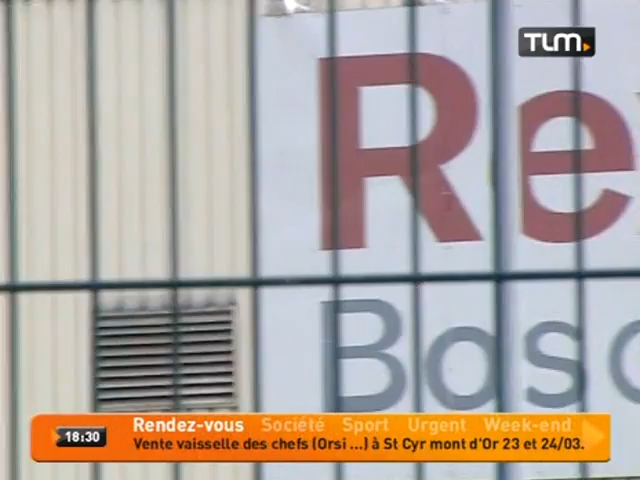 TLM
Re
Bosc
Rendez-vous Société Sport Urgent Week-end
18:30
Vente vaisselle des chefs (Orsi ...) à St Cyr mont d'Or 23 et 24/03.